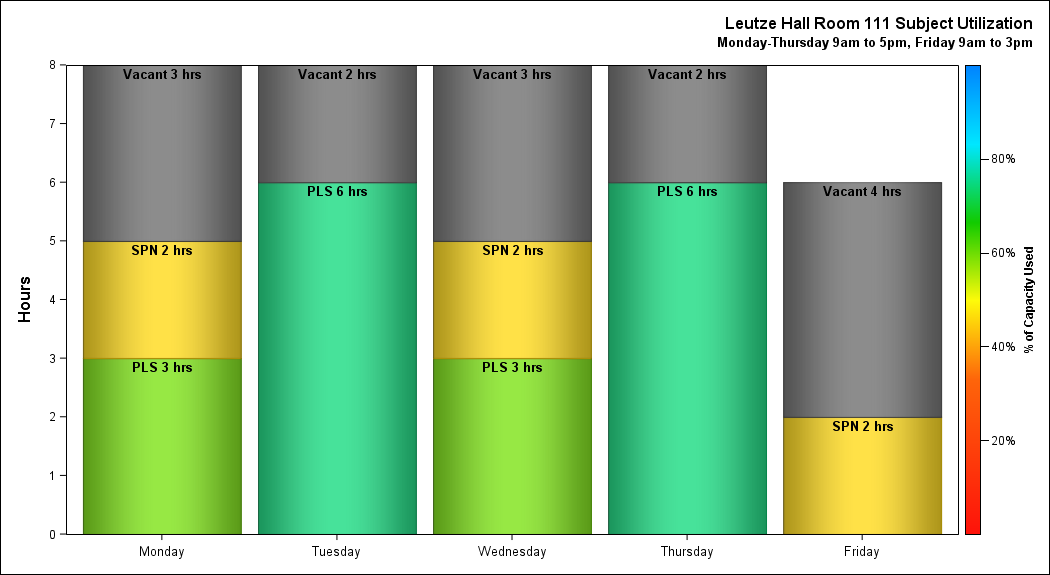 Leutze Hall Room 111 Subject Utilization
Monday-Thursday 9am to 5pm, Friday 9am to 3pm
Hours
8
7
6
5
4
3
2
1
0
Vacant 3 hrs
SPN 2 hrs
PLS 3 hrs
Vacant 2 hrs
PLS 6 hrs
Vacant 3 hrs
SPN 2 hrs
PLS 3 hrs
Vacant 2 hrs
PLS 6 hrs
Vacant 4 hrs
SPN 2 hrs
Monday
Tuesday
Wednesday
Thursday
Friday
80%
60%
40%
20%
% of Capacity Used